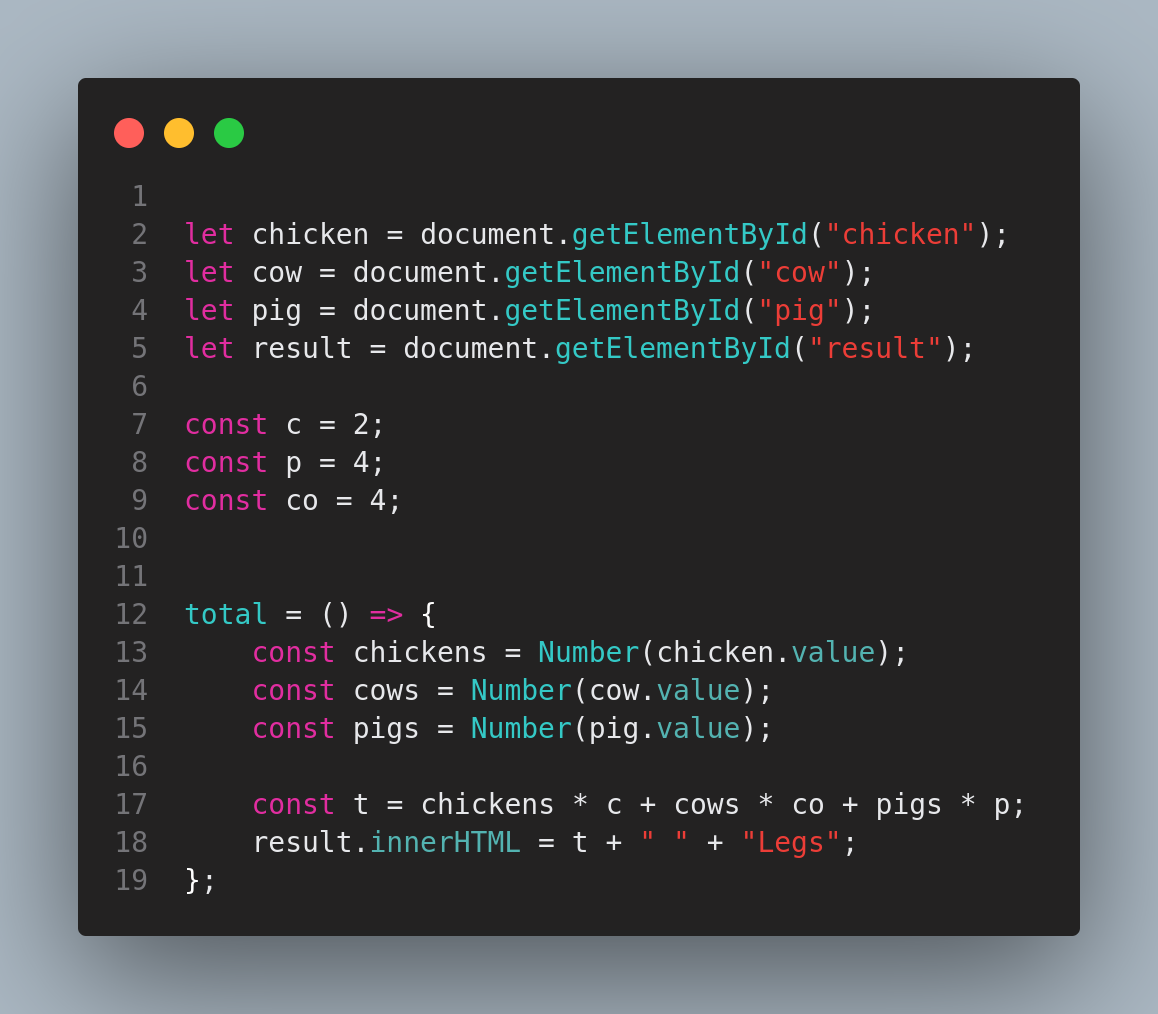 1
2 let chicken = document.getElementById("chicken");
3 let cow = document.getElementById("cow");
4 let pig = document.getElementById("pig");
5 let result = document.getElementById("result");
6
7 const c = 2;
8 const p = 4;
9 const co = 4;
10
11
12 total = () => {
13     const chickens = Number(chicken.value);
14     const cows = Number(cow.value);
15     const pigs = Number(pig.value);
16
17     const t = chickens * c + cows * co + pigs * p;
18     result.innerHTML = t + " " + "Legs";
19 };